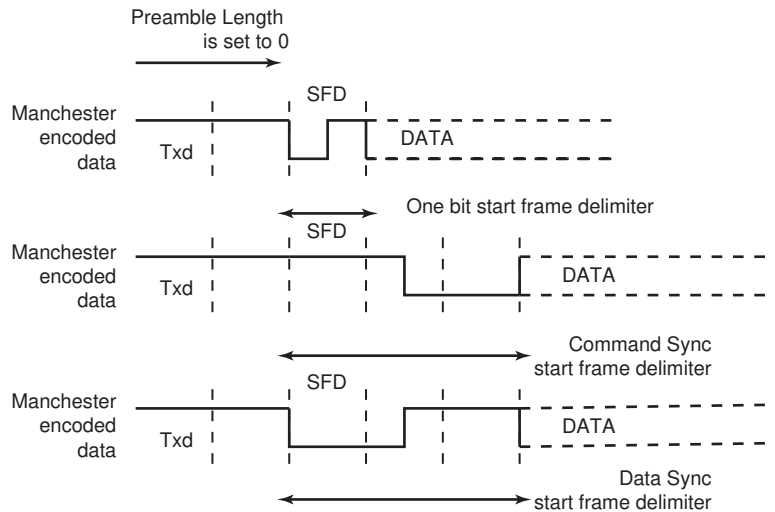 Preamble Length
is set to 0
SFD
Manchester
encoded
data
Txd
DATA
One bit start frame delimiter
SFD
Manchester
encoded
data
Txd
DATA
Command Sync
start frame delimiter
SFD
Manchester
encoded
data
Txd
DATA
Data Sync
start frame delimiter